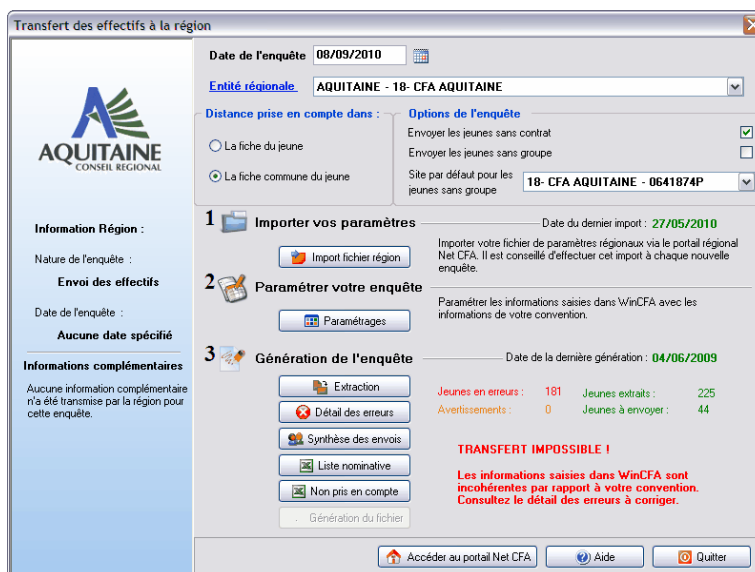 Transfert des effectifs à la région
Date de l'enquête 08/09/2010
Entité régionale AQUITAINE - 18- CFA AQUITAINE
AQUITAINE
CONSEIL REGIONAL
Information Région :
Nature de l'enquête :
Envoi des effectifs
Date de l'enquête :
Aucune date spécifié
Informations complémentaires
Aucune information complémentaire
n'a été transmise par la région pour
cette enquête.
Distance prise en compte dans :
La fiche du jeune
La fiche commune du jeune
Options de l'enquête
Envoyer les jeunes sans contrat
Envoyer les jeunes sans groupe
Site par défaut pour les
jeunes sans groupe
18- CFA AQUITAINE - 0641874P
1 Importer vos paramètres Date du dernier import : 27/05/2010
Import fichier région
Importer votre fichier de paramètres régionaux via le portail régional
Net CFA. Il est conseillé d'effectuer cet import à chaque nouvelle
enquête.
2 Paramétrer votre enquête
Paramétrages
Paramétrer les informations saisies dans WinCFA avec les
informations de votre convention.
3 Génération de l'enquête Date de la dernière génération : 04/06/2009
Extraction
Détail des erreurs
Synthèse des envois
Liste nominative
Non pris en compte
Génération du fichier
Jeunes en erreurs : 181 Jeunes extraits : 225
Avertissements : 0 Jeunes à envoyer : 44
TRANSFERT IMPOSSIBLE !
Les informations saisies dans WinCFA sont
incohérentes par rapport à votre convention.
Consultez le détail des erreurs à corriger.
Accéder au portail Net CFA Aide Quitter